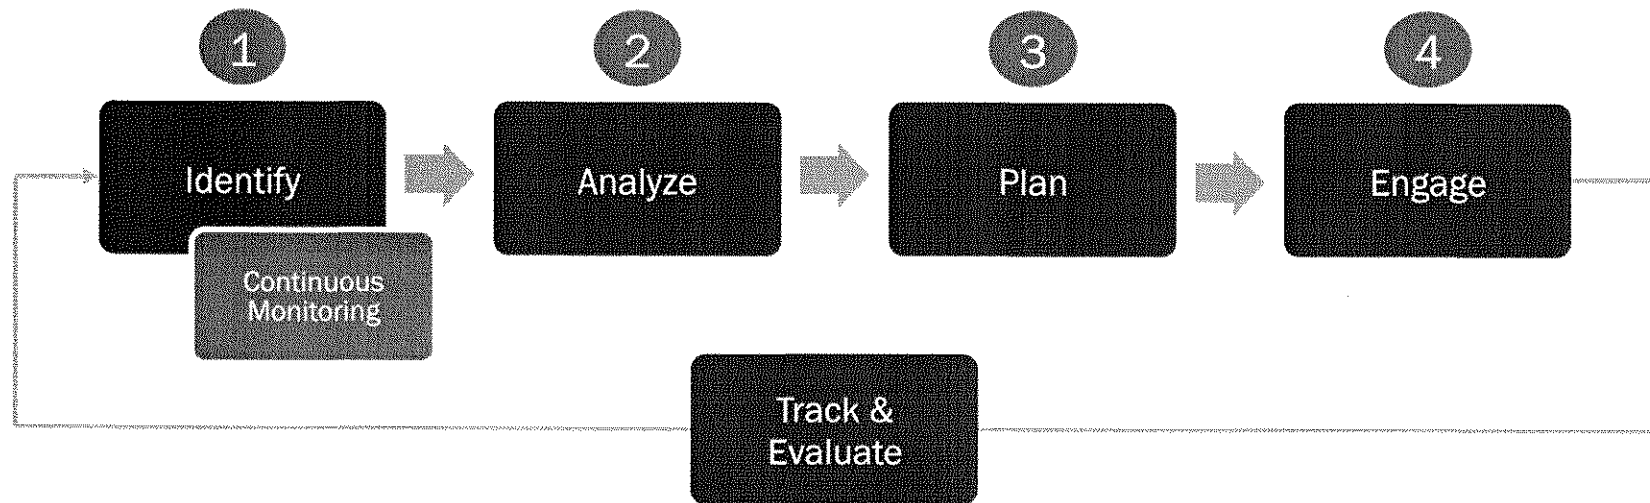 1
2
3
4
Identify
Analyze
Plan
Engage
Continuous
Monitoring
Track &
Evaluate